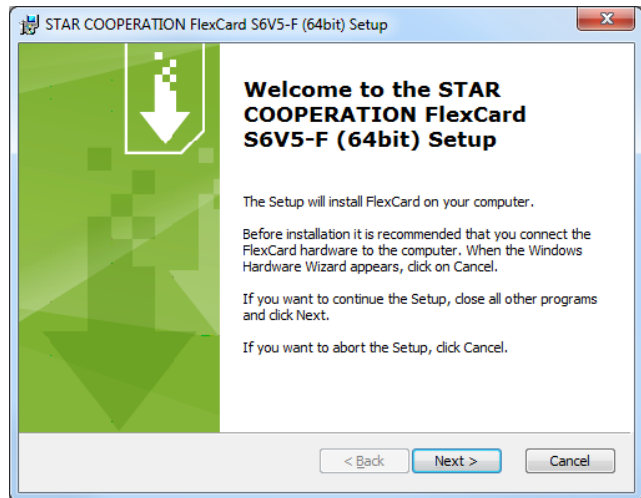 STAR COOPERATION FlexCard S6V5-F (64bit) Setup
Welcome to the STAR
COOPERATION FlexCard
S6V5-F (64bit) Setup
The Setup will install FlexCard on your computer.
Before installation it is recommended that you connect the
FlexCard hardware to the computer. When the Windows
Hardware Wizard appears, click on Cancel.
If you want to continue the Setup, close all other programs
and click Next.
If you want to abort the Setup, click Cancel.
< Back Next > Cancel